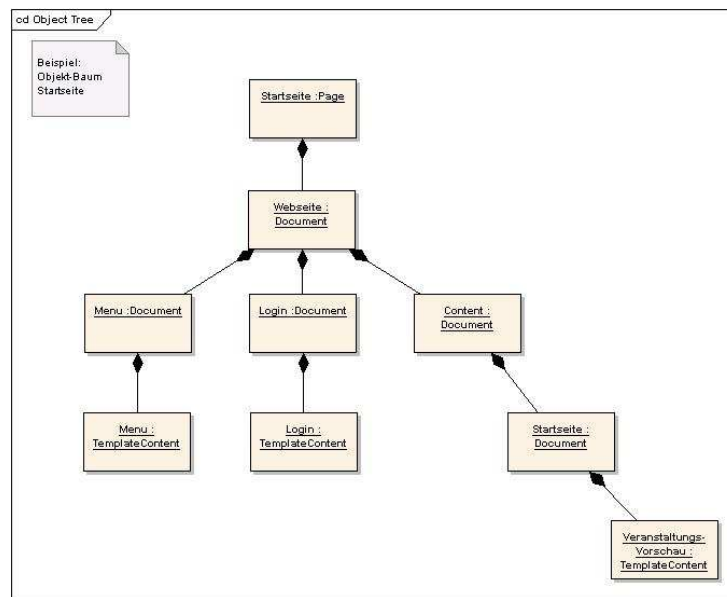 cd Object Tree
Beispiel:
Objekt-Baum
Startseite
Startseite :Page
Webseite :
Document
Menu :Document
Login :Document
Content :
Document
Menu :
TemplateContent
Login :
TemplateContent
Startseite :
Document
Veranstaltungs-
Vorschau :
TemplateContent